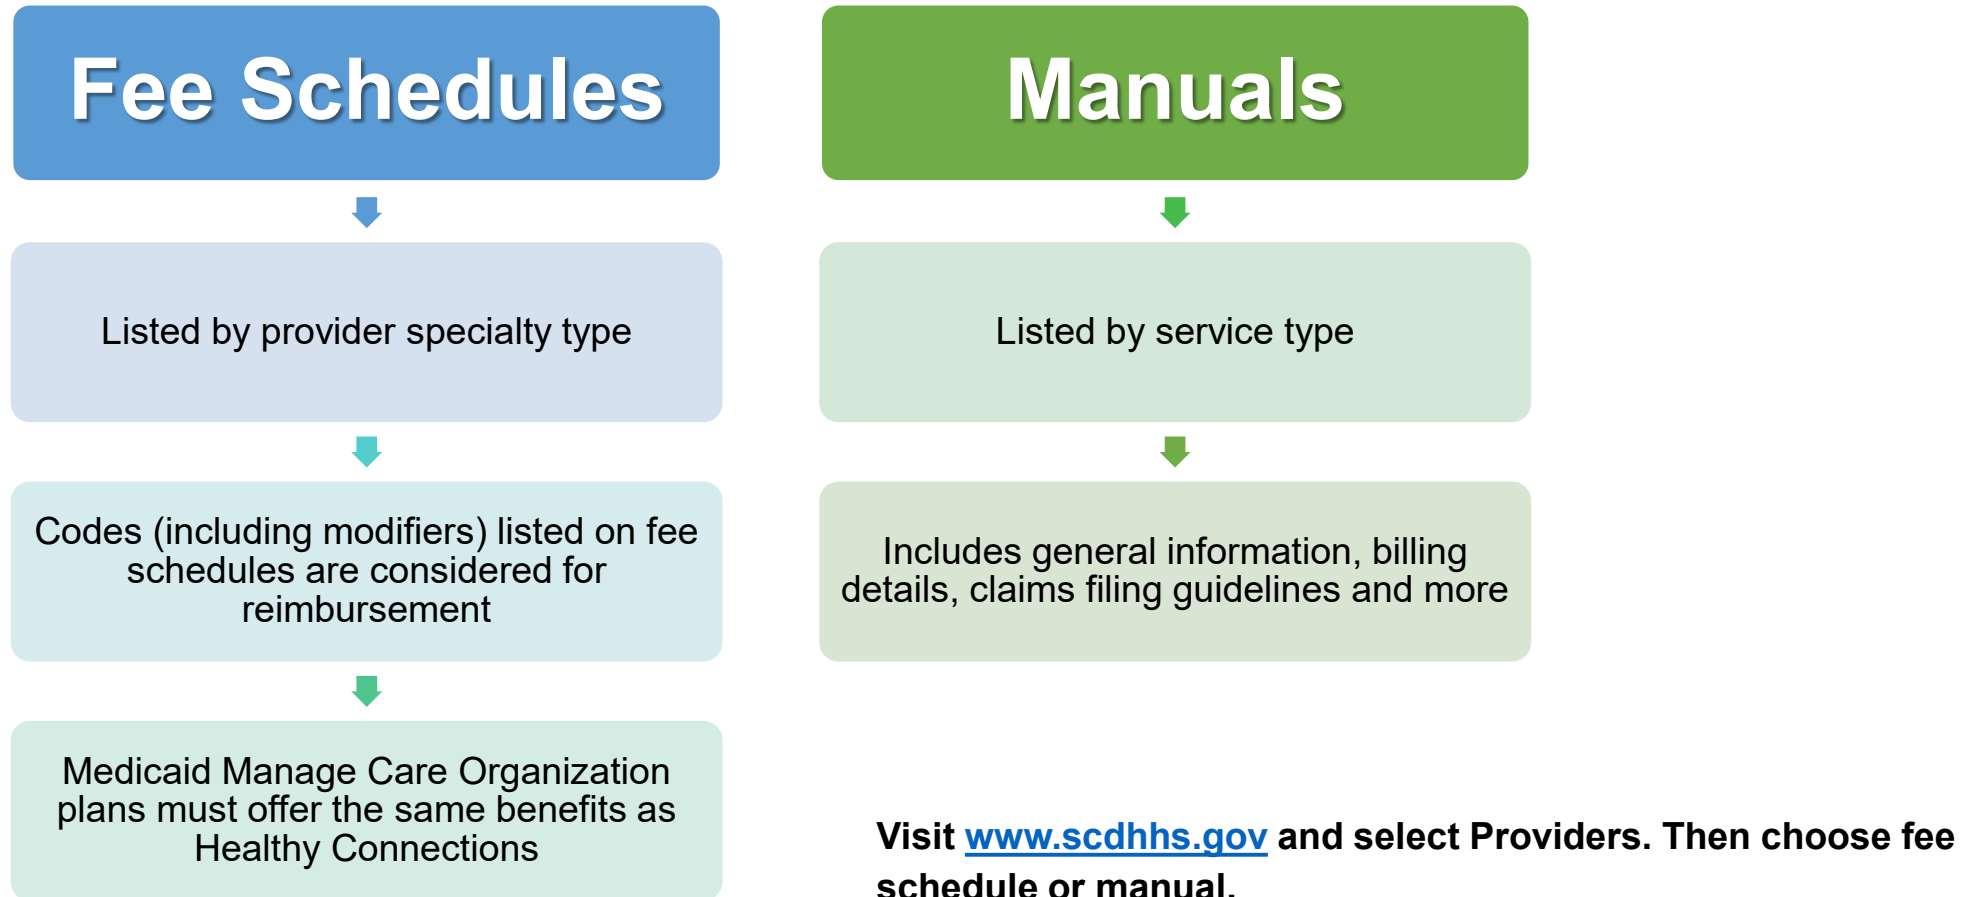 Fee Schedules
Listed by provider specialty type
Codes (including modifiers) listed on fee
schedules are considered for
reimbursement
Medicaid Manage Care Organization
plans must offer the same benefits as
Healthy Connections
Manuals
Listed by service type
Includes general information, billing
details, claims filing guidelines and more
Visit www.scdhhs.gov and select Providers. Then choose fee
schedule or manual.